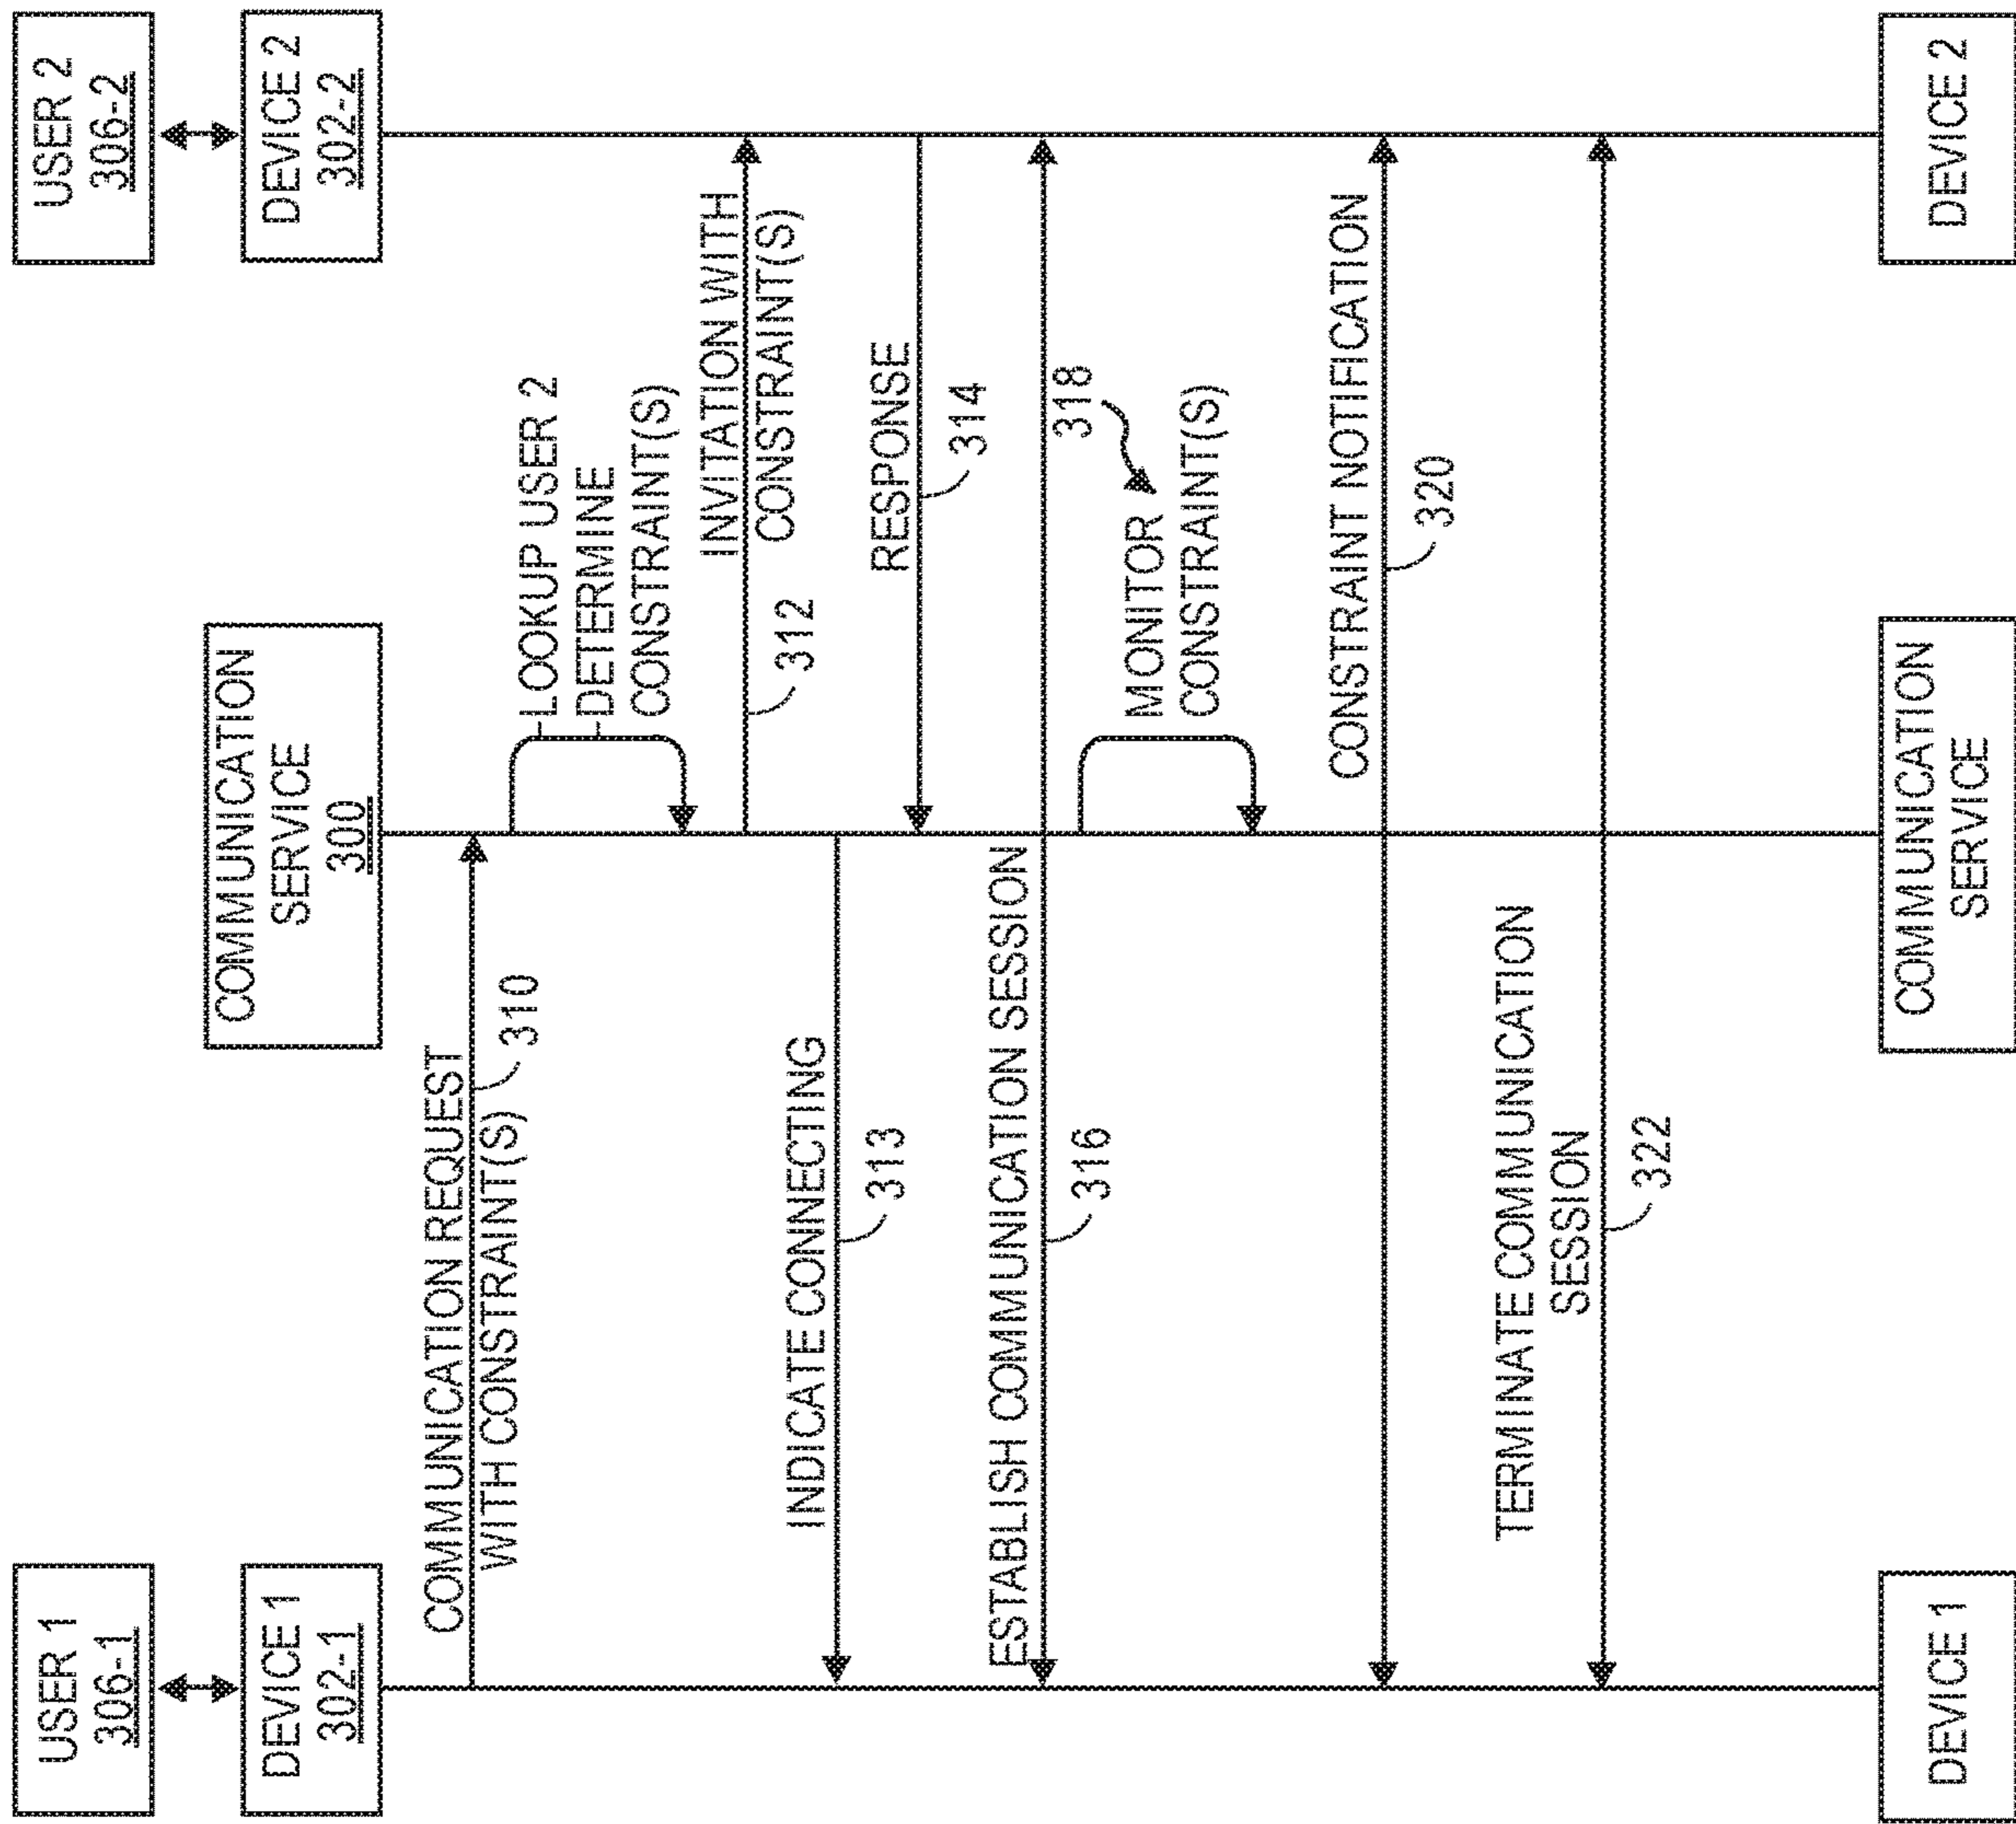 USER 1
306-1
USER 2
306-2
DEVICE 1
302-1
COMMUNICATION
SERVICE
300
DEVICE 2
302-2
COMMUNICATION REQUEST
WITH CONSTRAINT(S)
310
LOOKUP USER 2
DETERMINE
CONSTRAINT(S)
INVITATION WITH
CONSTRAINT(S)
312
INDICATE CONNECTING
313
RESPONSE
314
ESTABLISH COMMUNICATION SESSION
316
318
MONITOR
CONSTRAINT(S)
CONSTRAINT NOTIFICATION
320
TERMINATE COMMUNICATION
SESSION
322
DEVICE 1
COMMUNICATION
SERVICE
DEVICE 2